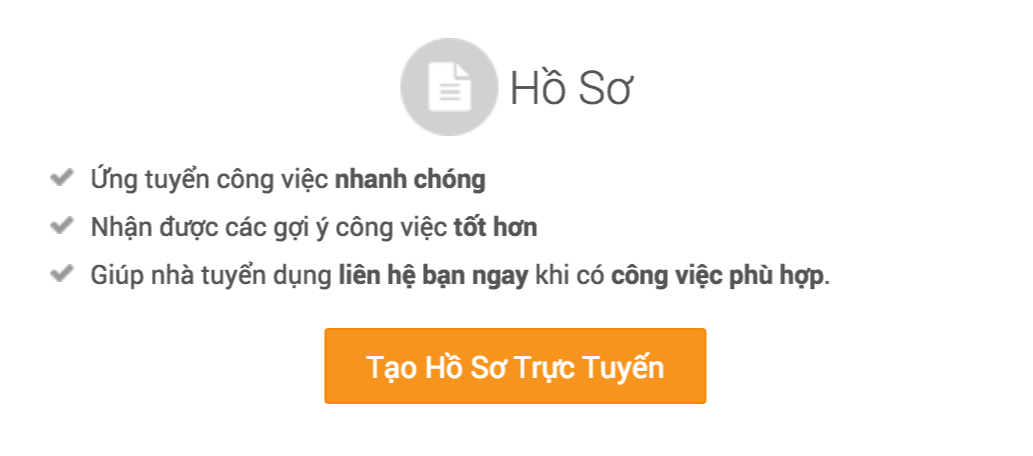 Hồ Sơ
Ứng tuyển công việc nhanh chóng
Nhận được các gợi ý công việc tốt hơn
Giúp nhà tuyển dụng liên hệ bạn ngay khi có công việc phù hợp.
Tạo Hồ Sơ Trực Tuyến